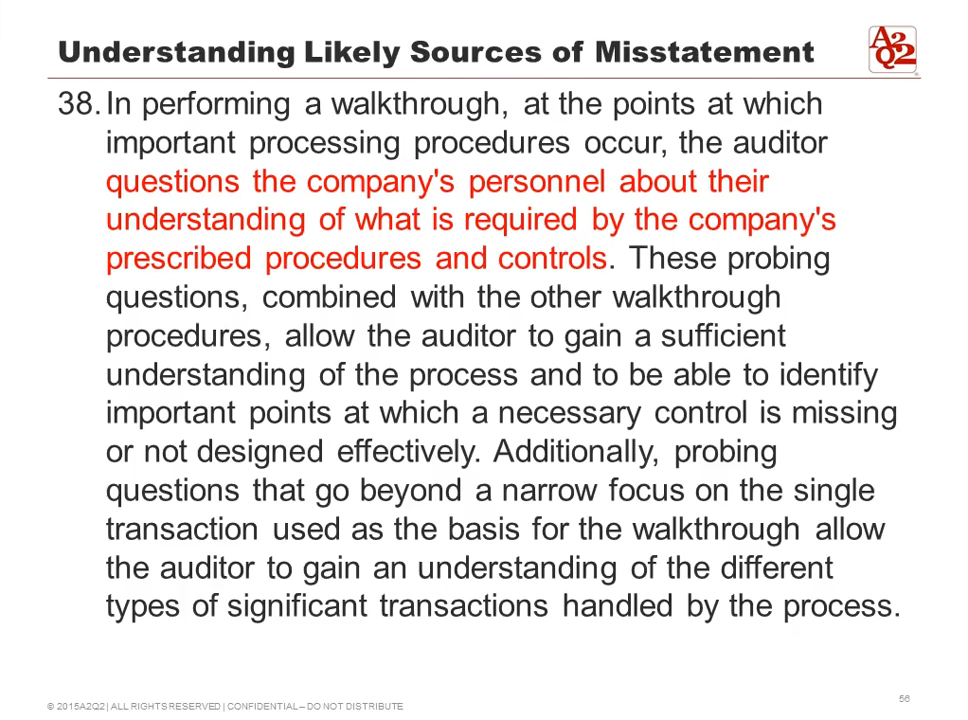 Understanding Likely Sources of Misstatement
A2
Q2
38. In performing a walkthrough, at the points at which
important processing procedures occur, the auditor
questions the company's personnel about their
understanding of what is required by the company's
prescribed procedures and controls. These probing
questions, combined with the other walkthrough
procedures, allow the auditor to gain a sufficient
understanding of the process and to be able to identify
important points at which a necessary control is missing
or not designed effectively. Additionally, probing
questions that go beyond a narrow focus on the single
transaction used as the basis for the walkthrough allow
the auditor to gain an understanding of the different
types of significant transactions handled by the process.
© 2015A2Q2 | ALL RIGHTS RESERVED | CONFIDENTIAL – DO NOT DISTRIBUTE
56